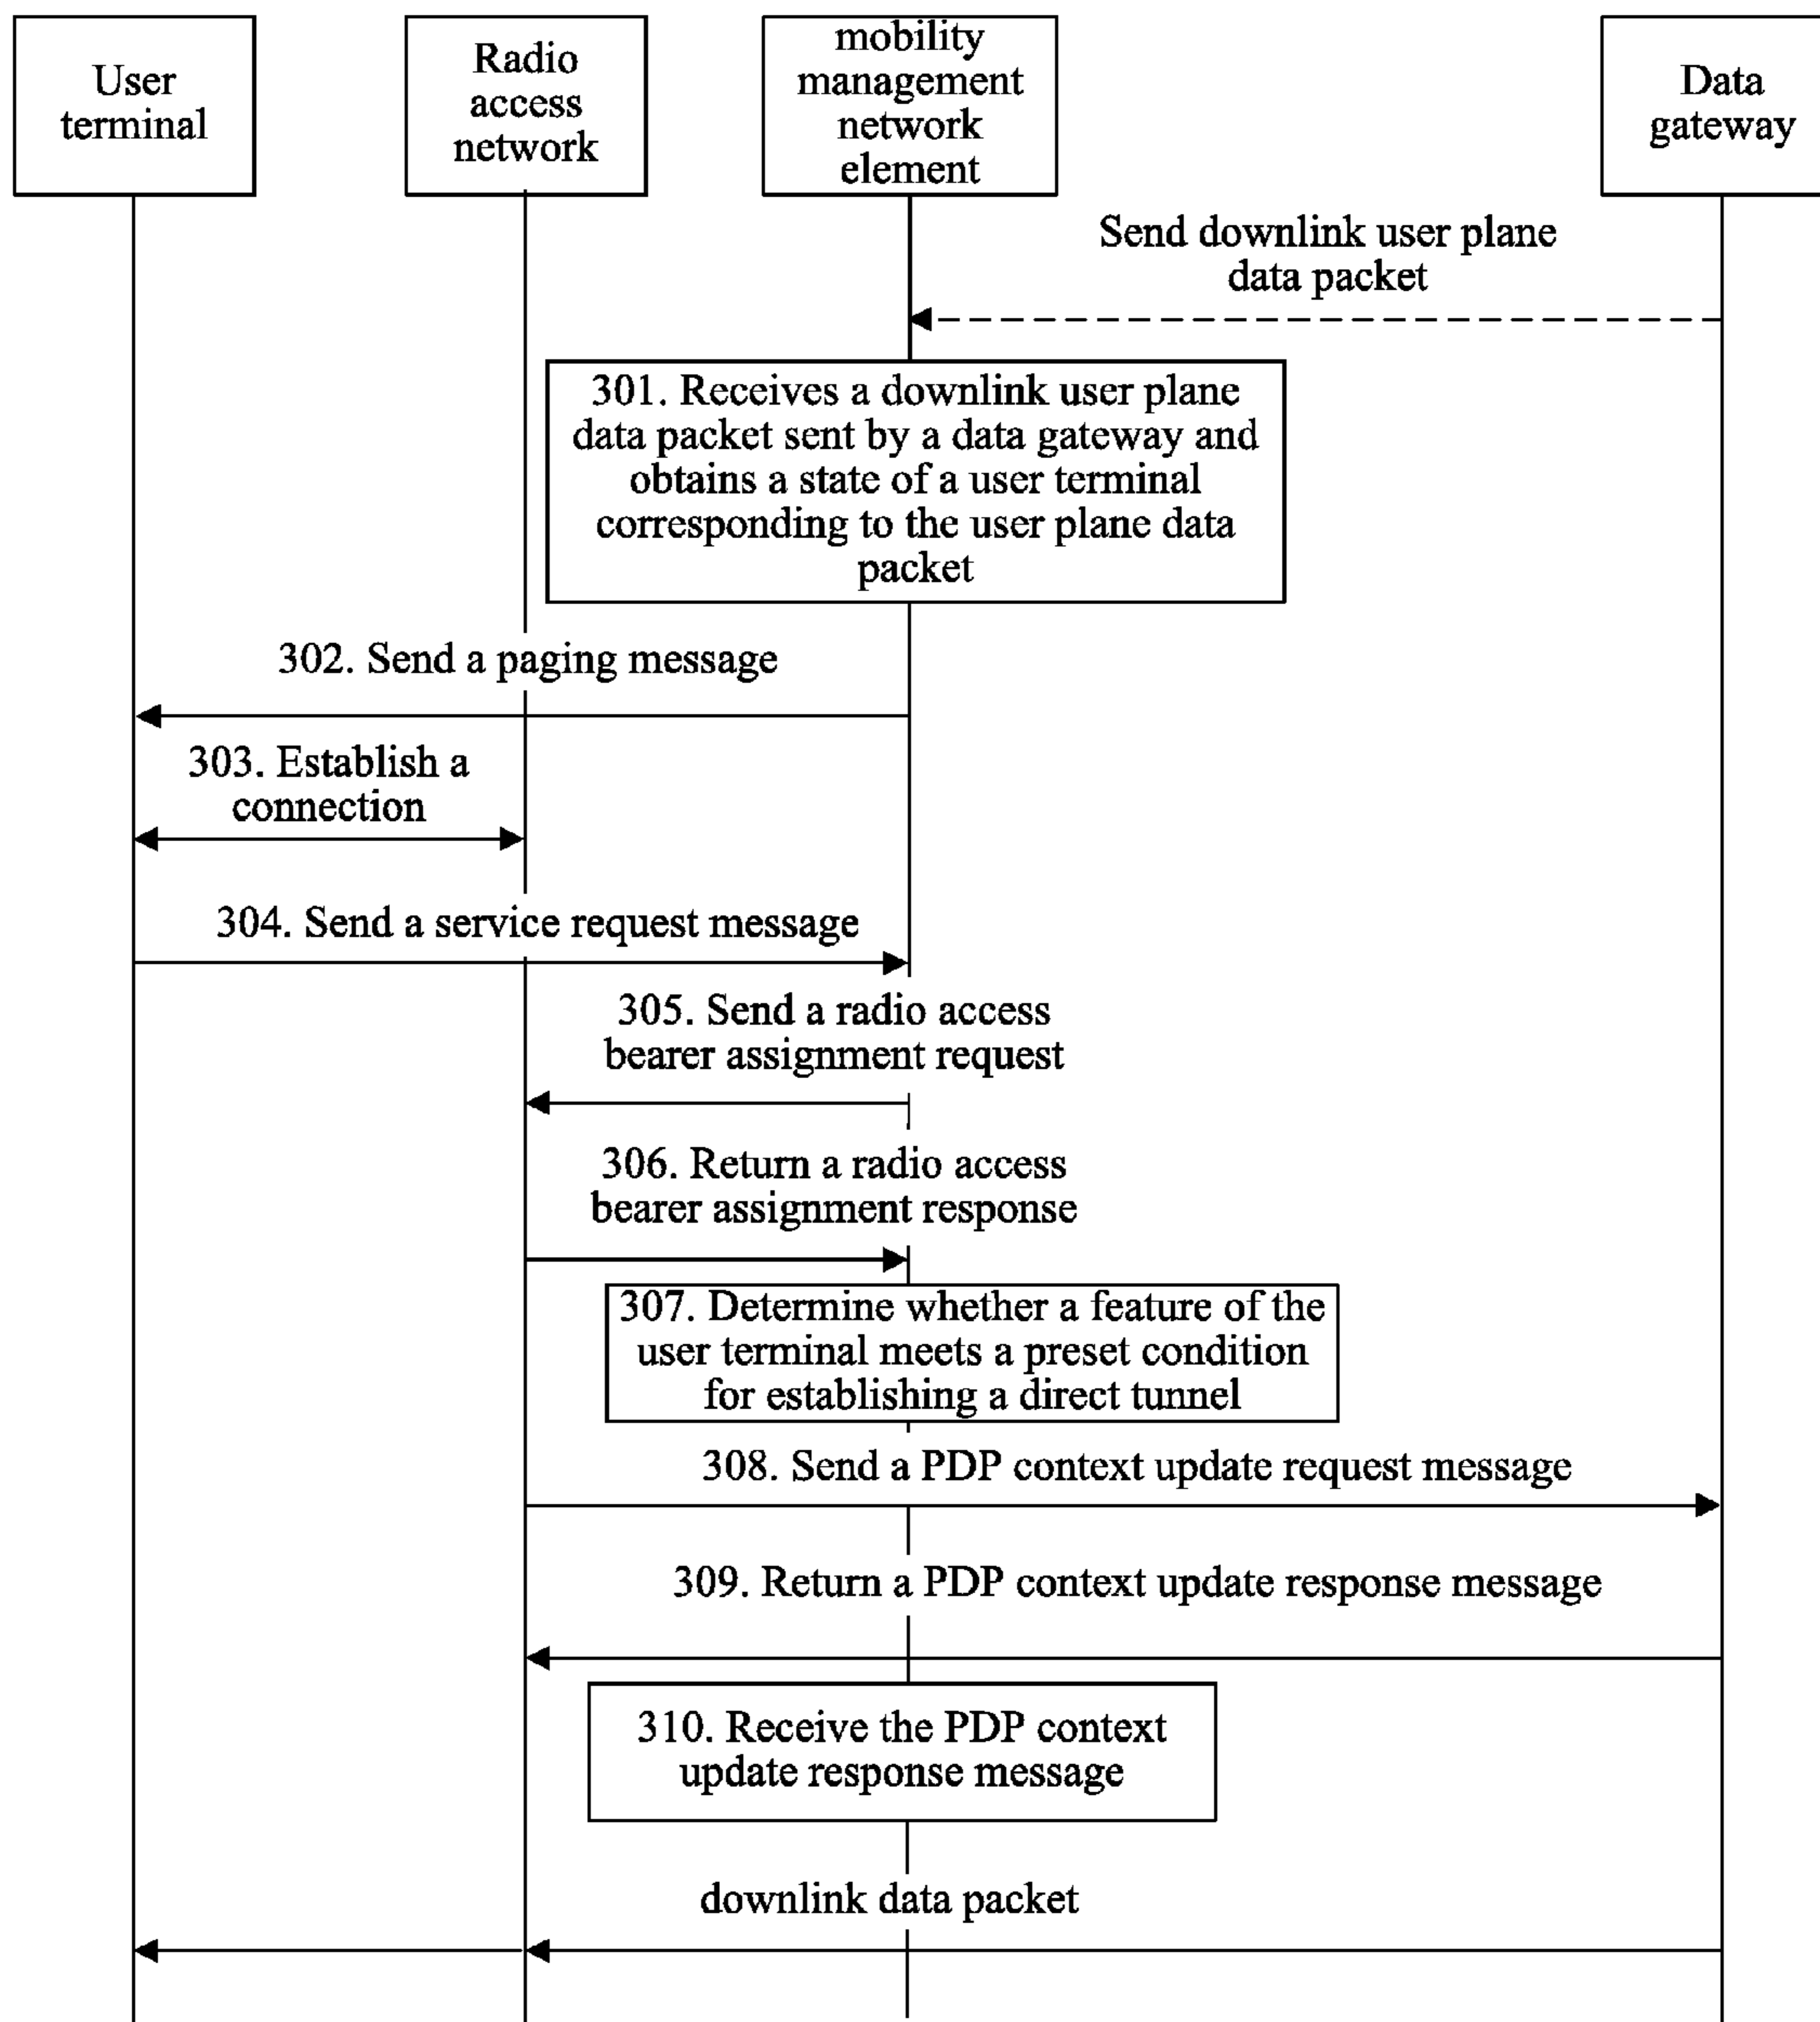 User
terminal
Radio
access
network
mobility
management
network
element
Data
gateway
Send downlink user plane
data packet
301. Receives a downlink user plane
data packet sent by a data gateway and
obtains a state of a user terminal
corresponding to the user plane data
packet
302. Send a paging message
303. Establish a
connection
304. Send a service request message
305. Send a radio access
bearer assignment request
306. Return a radio access
bearer assignment response
307. Determine whether a feature of the
user terminal meets a preset condition
for establishing a direct tunnel
308. Send a PDP context update request message
309. Return a PDP context update response message
310. Receive the PDP context
update response message
downlink data packet